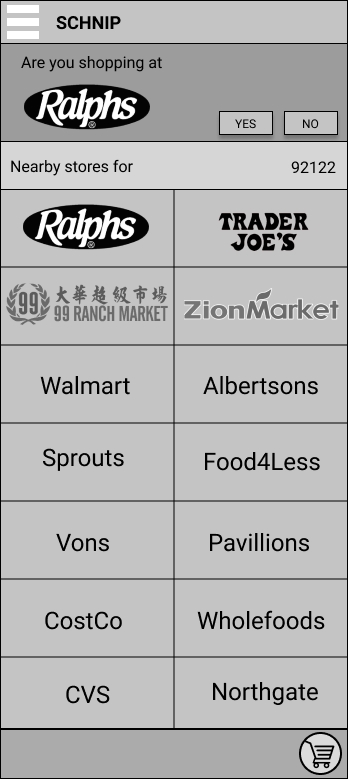 SCHNIP
Are you shopping at
Ralphs
YES
NO
Nearby stores for
92122
Ralphs
TRADER
JOE'S
99
大華超級市場
99 RANCH MARKET
ZionMarket
Walmart
Albertsons
Sprouts
Food4Less
Vons
Pavillions
CostCo
Wholefoods
CVS
Northgate